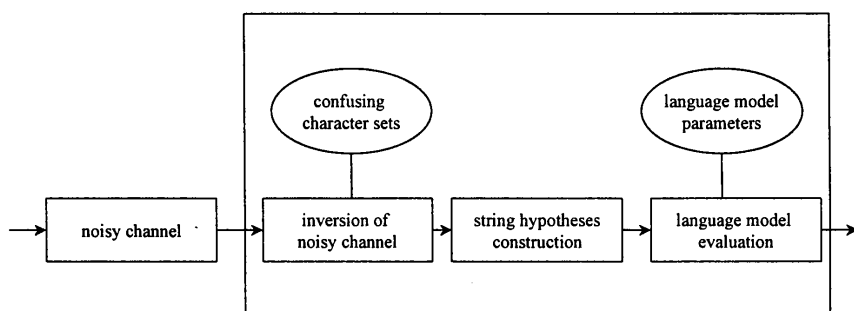 confusing
character sets
language model
parameters
noisy channel
inversion of
noisy channel
string hypotheses
construction
language model
evaluation